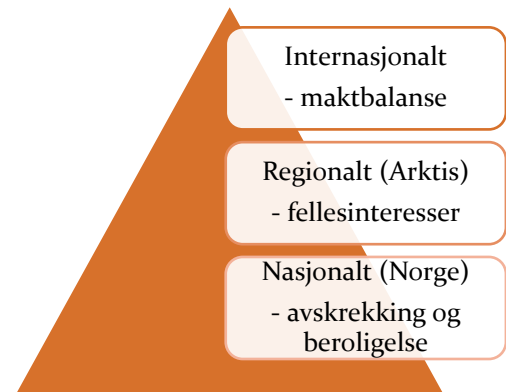 Internasjonalt
- maktbalanse
Regionalt (Arktis)
- fellesinteresser
Nasjonalt (Norge)
- avskrekking og
beroligelse